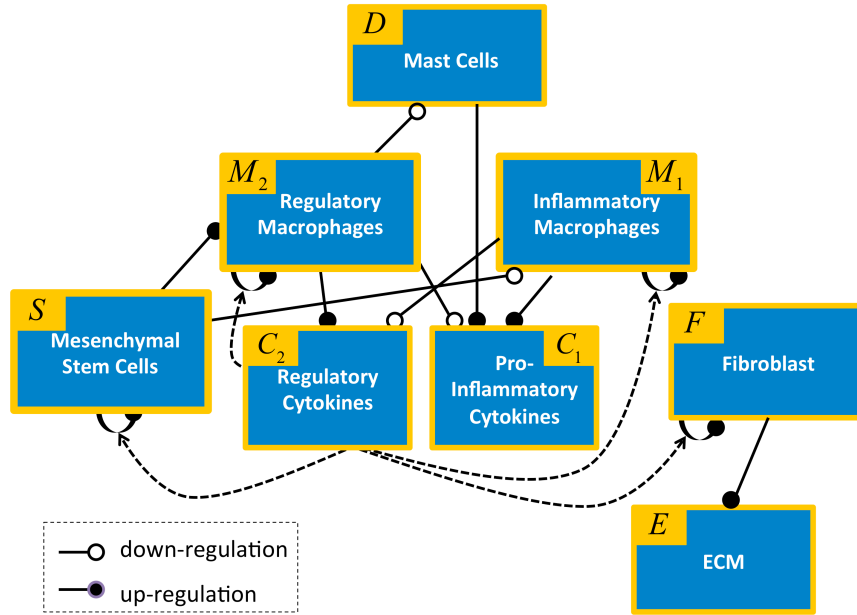 D
Mast Cells
M2
Regulatory
Macrophages
Inflammatory
Macrophages
M1
S
Mesenchymal
Stem Cells
C2
Regulatory
Cytokines
Pro-
Inflammatory
Cytokines
C1
F
Fibroblast
E
ECM
down-regulation
up-regulation